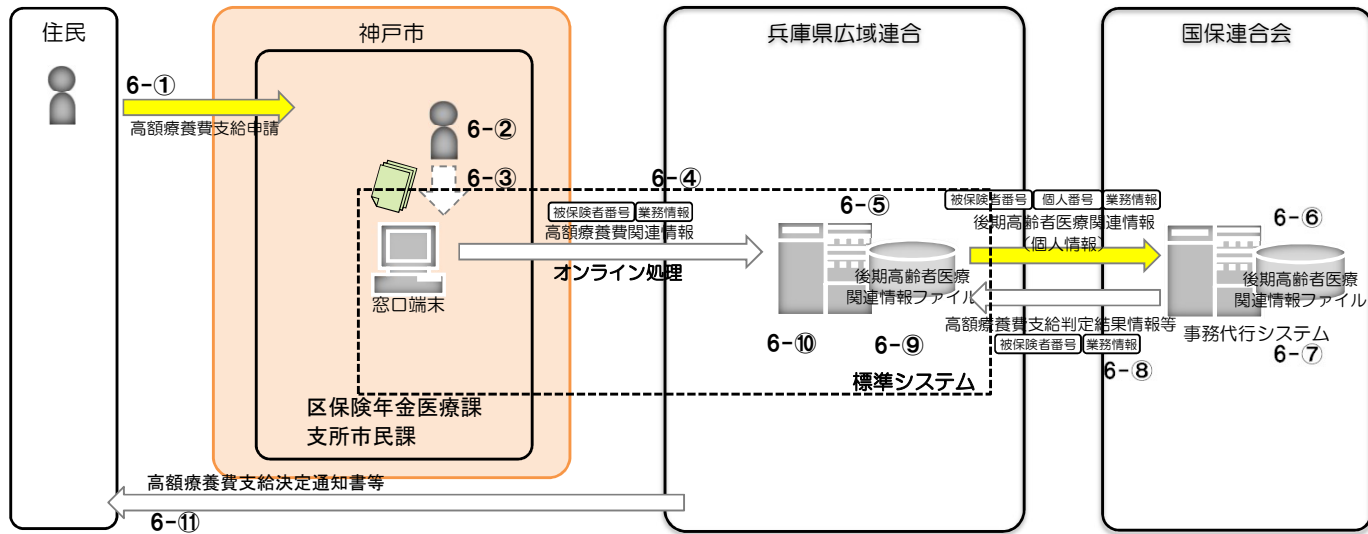 住民
神戸市
兵庫県広域連合
国保連合会
6-①
高額療養費支給申請
6-②
6-③
6-④
被保険者番号 業務情報
高額療養費関連情報
オンライン処理
窓口端末
6-⑤
後期高齢者医療
関連情報ファイル
6-⑩
6-⑨
標準システム
被保険者番号 個人番号 業務情報
後期高齢者医療関連情報
(個人情報)
6-⑥
後期高齢者医療
関連情報ファイル
高額療養費支給判定結果情報等
事務代行システム
被保険者番号 業務情報
6-⑦
6-⑧
区保険年金医療課
支所市民課
高額療養費支給決定通知書等
6-⑪